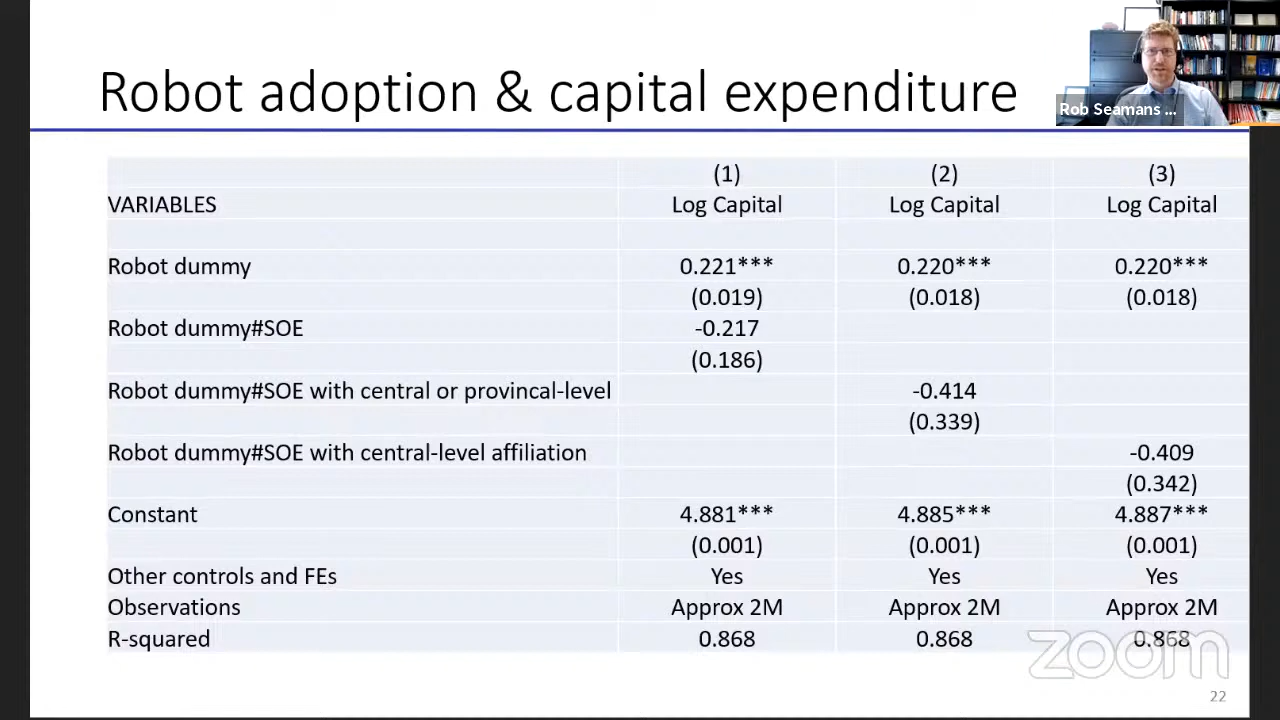 Robot adoption & capital expenditure
Rob Seamans ...
(1) (2) (3)
VARIABLES Log Capital Log Capital Log Capital
Robot dummy 0.221*** 0.220*** 0.220***
(0.019) (0.018) (0.018)
Robot dummy#SOE -0.217
(0.186)
Robot dummy#SOE with central or provincal-level -0.414
(0.339)
Robot dummy#SOE with central-level affiliation -0.409
(0.342)
Constant 4.881*** 4.885*** 4.887***
(0.001) (0.001) (0.001)
Other controls and FEs Yes Yes Yes
Observations Approx 2M Approx 2M Approx 2M
R-squared 0.868 0.868 0.868
zoom
22